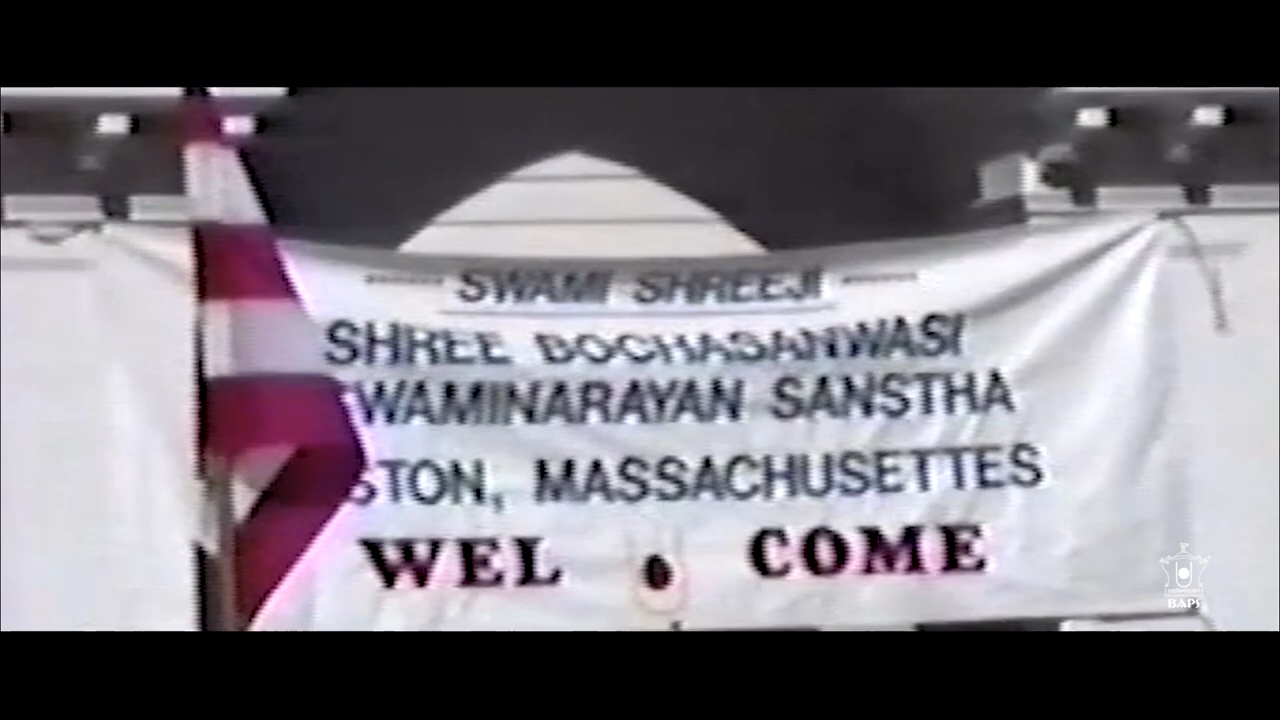 SWAMI SHREEJI
SHREE BOCHASANWASI
WAMINARAYAN SANSTHA
STON, MASSACHUSETTES
WEL COME
BAPS